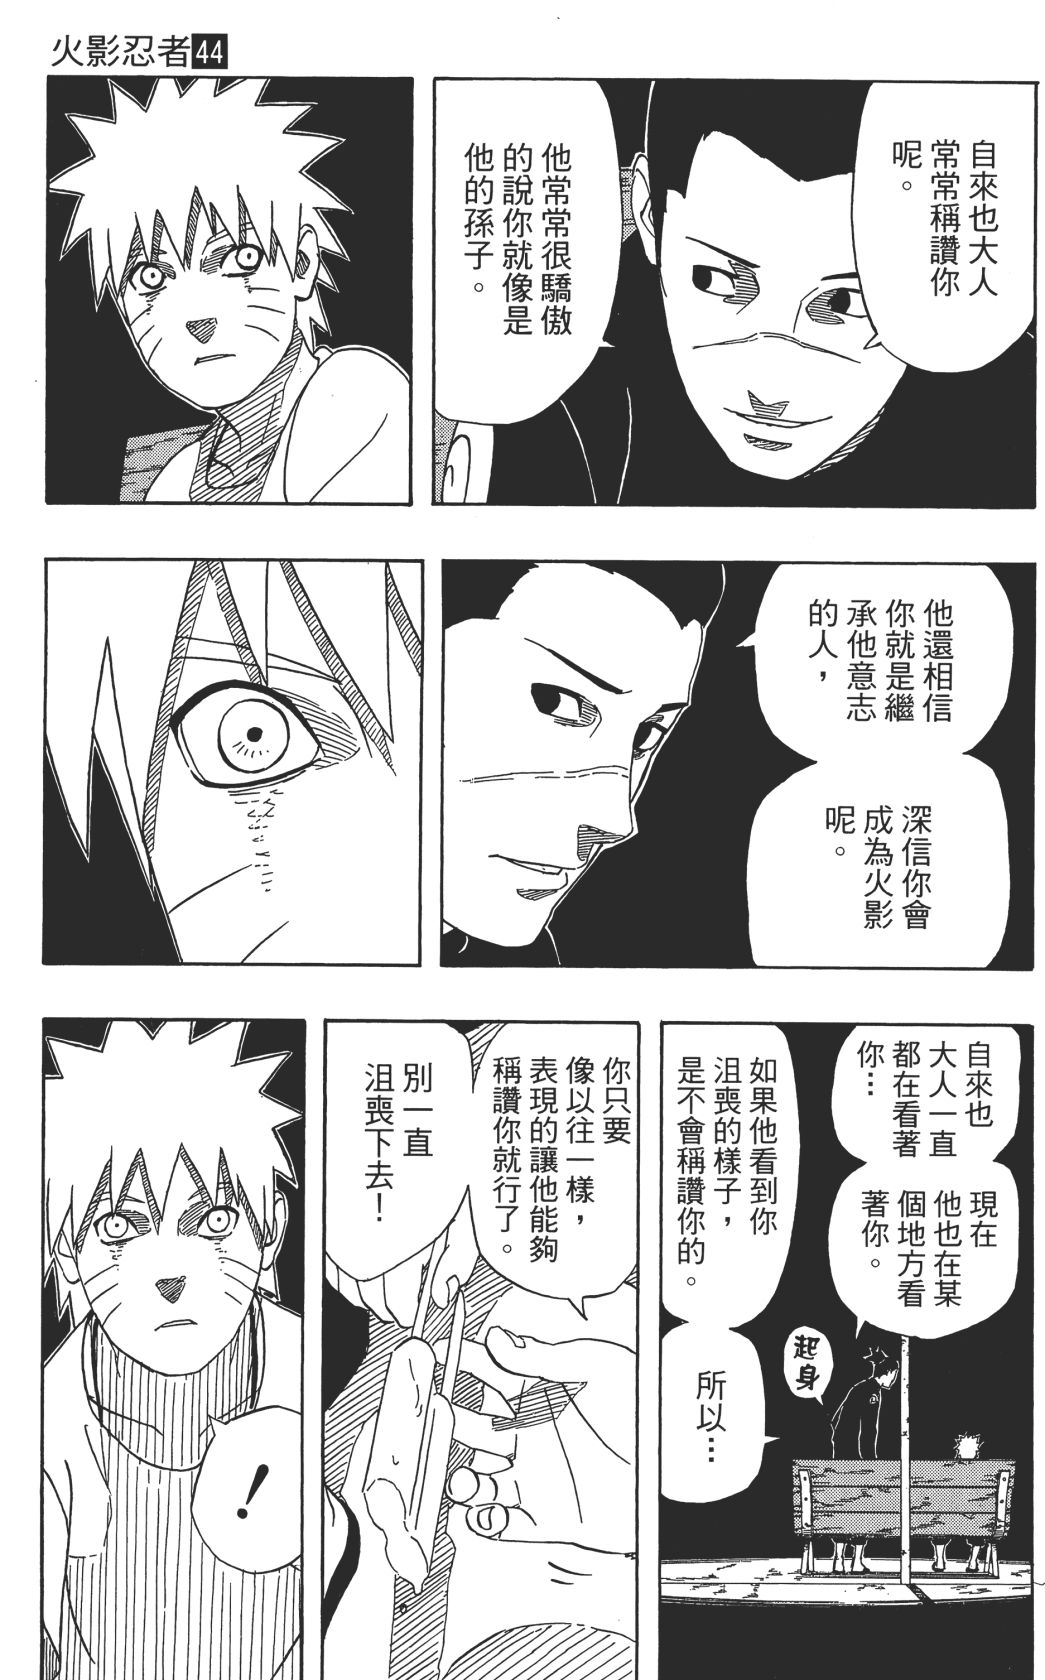 火影忍者44
自來也大人
常常稱讚你
呢。
他常常很驕傲
的說你就像是
他的孫子。
他還相信
你就是繼
承他意志
的人，
深信你會
成為火影
呢。
自來也
大人一直
都在看著
你…
現在
他也在某
個地方看
著你。
起身
如果他看到你
沮喪的樣子，
是不會稱讚你的。
所以…
你只要
像以往一樣，
表現的讓他能夠
稱讚你就行了。
別一直
沮喪下去！
！